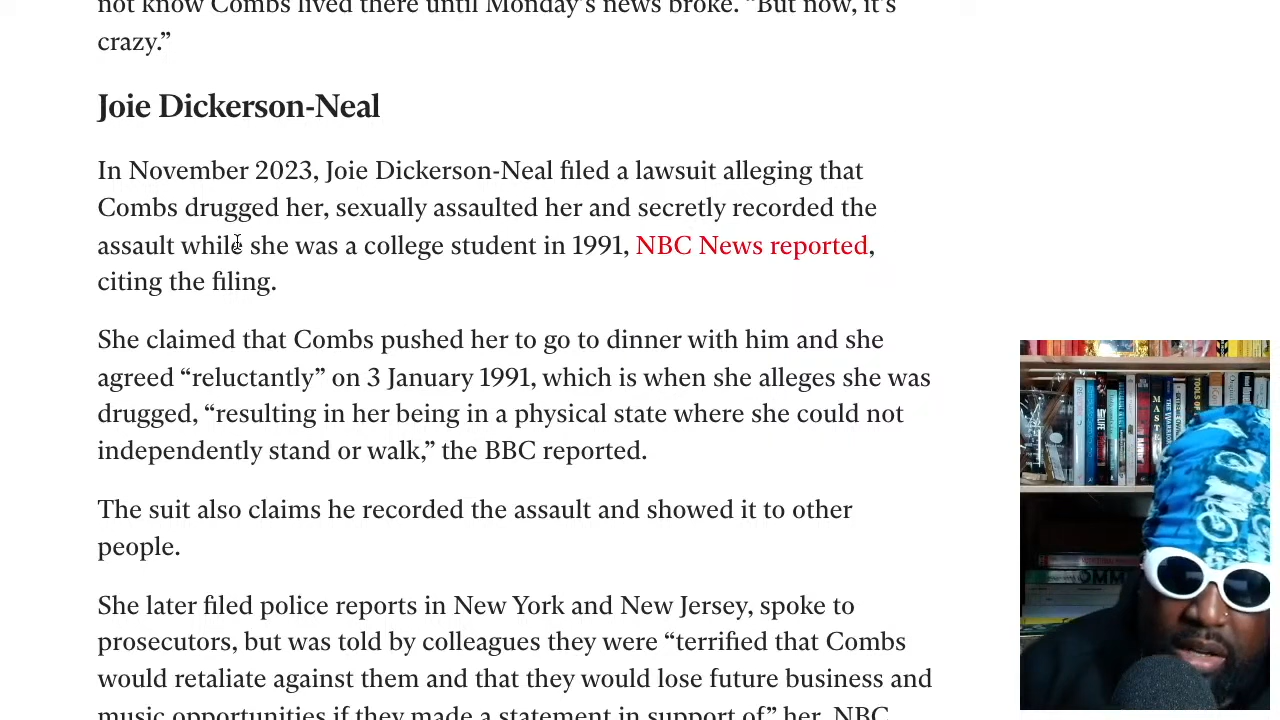 not know Combs lived there until Monday’s news broke. “But now, it’s
crazy.”
Joie Dickerson-Neal
In November 2023, Joie Dickerson-Neal filed a lawsuit alleging that
Combs drugged her, sexually assaulted her and secretly recorded the
assault while she was a college student in 1991, NBC News reported,
citing the filing.
She claimed that Combs pushed her to go to dinner with him and she
agreed “reluctantly” on 3 January 1991, which is when she alleges she was
drugged, “resulting in her being in a physical state where she could not
independently stand or walk,” the BBC reported.
The suit also claims he recorded the assault and showed it to other
people.
She later filed police reports in New York and New Jersey, spoke to
prosecutors, but was told by colleagues they were “terrified that Combs
would retaliate against them and that they would lose future business and
music opportunities if they made a statement in support of” her, NBC